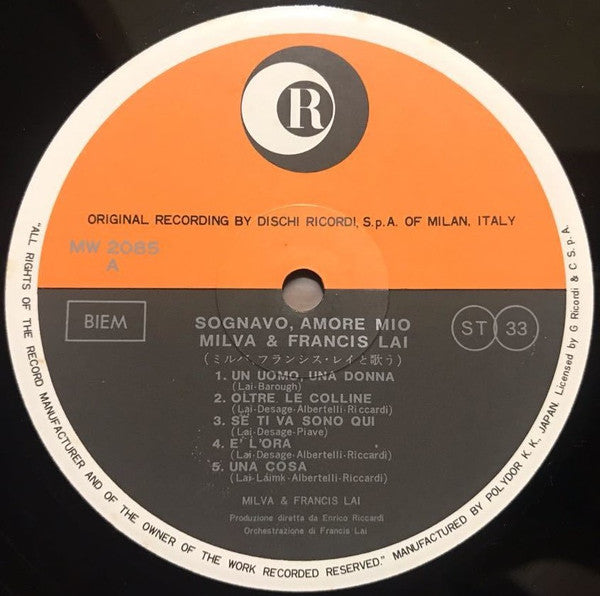 R
ORIGINAL RECORDING BY DISCHI RICORDI, S.p.A. OF MILAN, ITALY
MW 2085
A
BIEM
ST 33
SOGNAVO, AMORE MIO
MILVA & FRANCIS LAI
(ミルバ, フランシス・レイと歌う)
1. UN UOMO, UNA DONNA
(Lai-Barough)
2. OLTRE LE COLLINE
(Lai-Desage-Albertelli-Riccardi)
3. SE TI VA SONO QUI
(Lai-Desage-Piave)
4. E' L'ORA
(Lai-Desage-Albertelli-Riccardi)
5. UNA COSA
(Lai-Laimk-Albertelli-Riccardi)
MILVA & FRANCIS LAI
Produzione diretta da Enrico Riccardi
Orchestrazione di Francis Lai
"ALL RIGHTS OF THE RECORD MANUFACTURER AND OF THE OWNER OF THE WORK RECORDED RESERVED." MANUFACTURED BY POLYDOR K. K. JAPAN. Licensed by G Ricordi & C S.P.A.